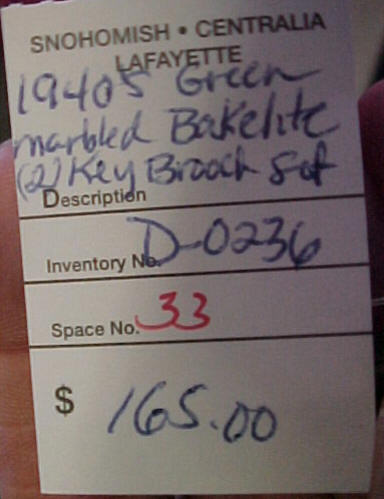 SNOHOMISH • CENTRALIA
LAFAYETTE
1940s Green
marbled Bakelite
(2) Key Brooch Set
Description
Inventory No. D-0236
Space No. 33
$ 165.00